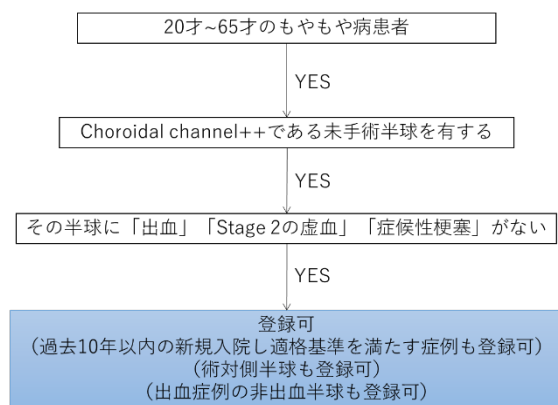 20才~65才のもやもや病患者
YES
Choroidal channel++である未手術半球を有する
YES
その半球に「出血」「Stage 2の虚血」「症候性梗塞」がない
YES
登録可
（過去10年以内の新規入院し適格基準を満たす症例も登録可）
（術対側半球も登録可）
（出血症例の非出血半球も登録可）